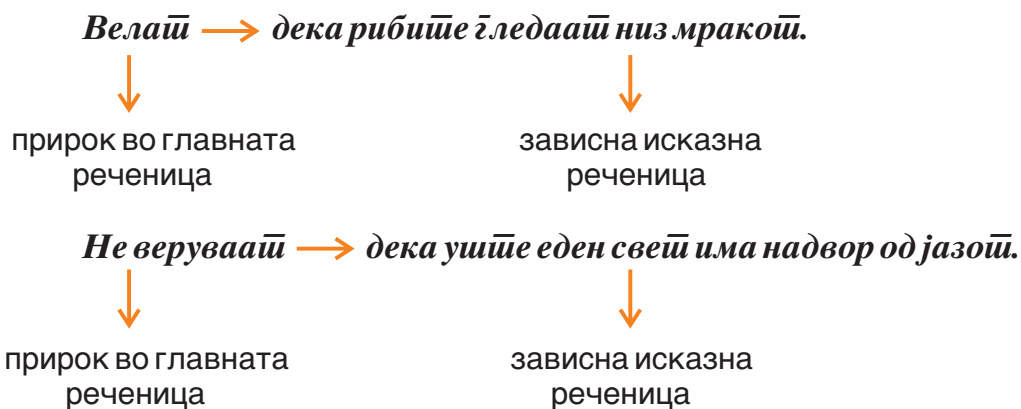 Велат → дека рибите гледаат низ мракот.
прирок во главната
реченица
зависна исказна
реченица
Не веруваат → дека уште еден свет има надвор од јазот.
прирок во главната
реченица
зависна исказна
реченица